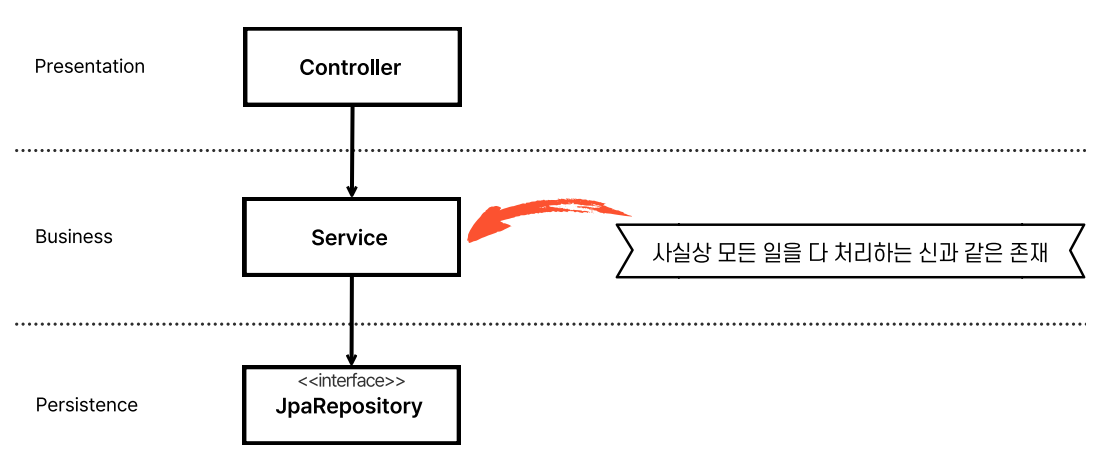 Presentation
Controller
Business
Service
사실상 모든 일을 다 처리하는 신과 같은 존재
Persistence
<<interface>>
JpaRepository